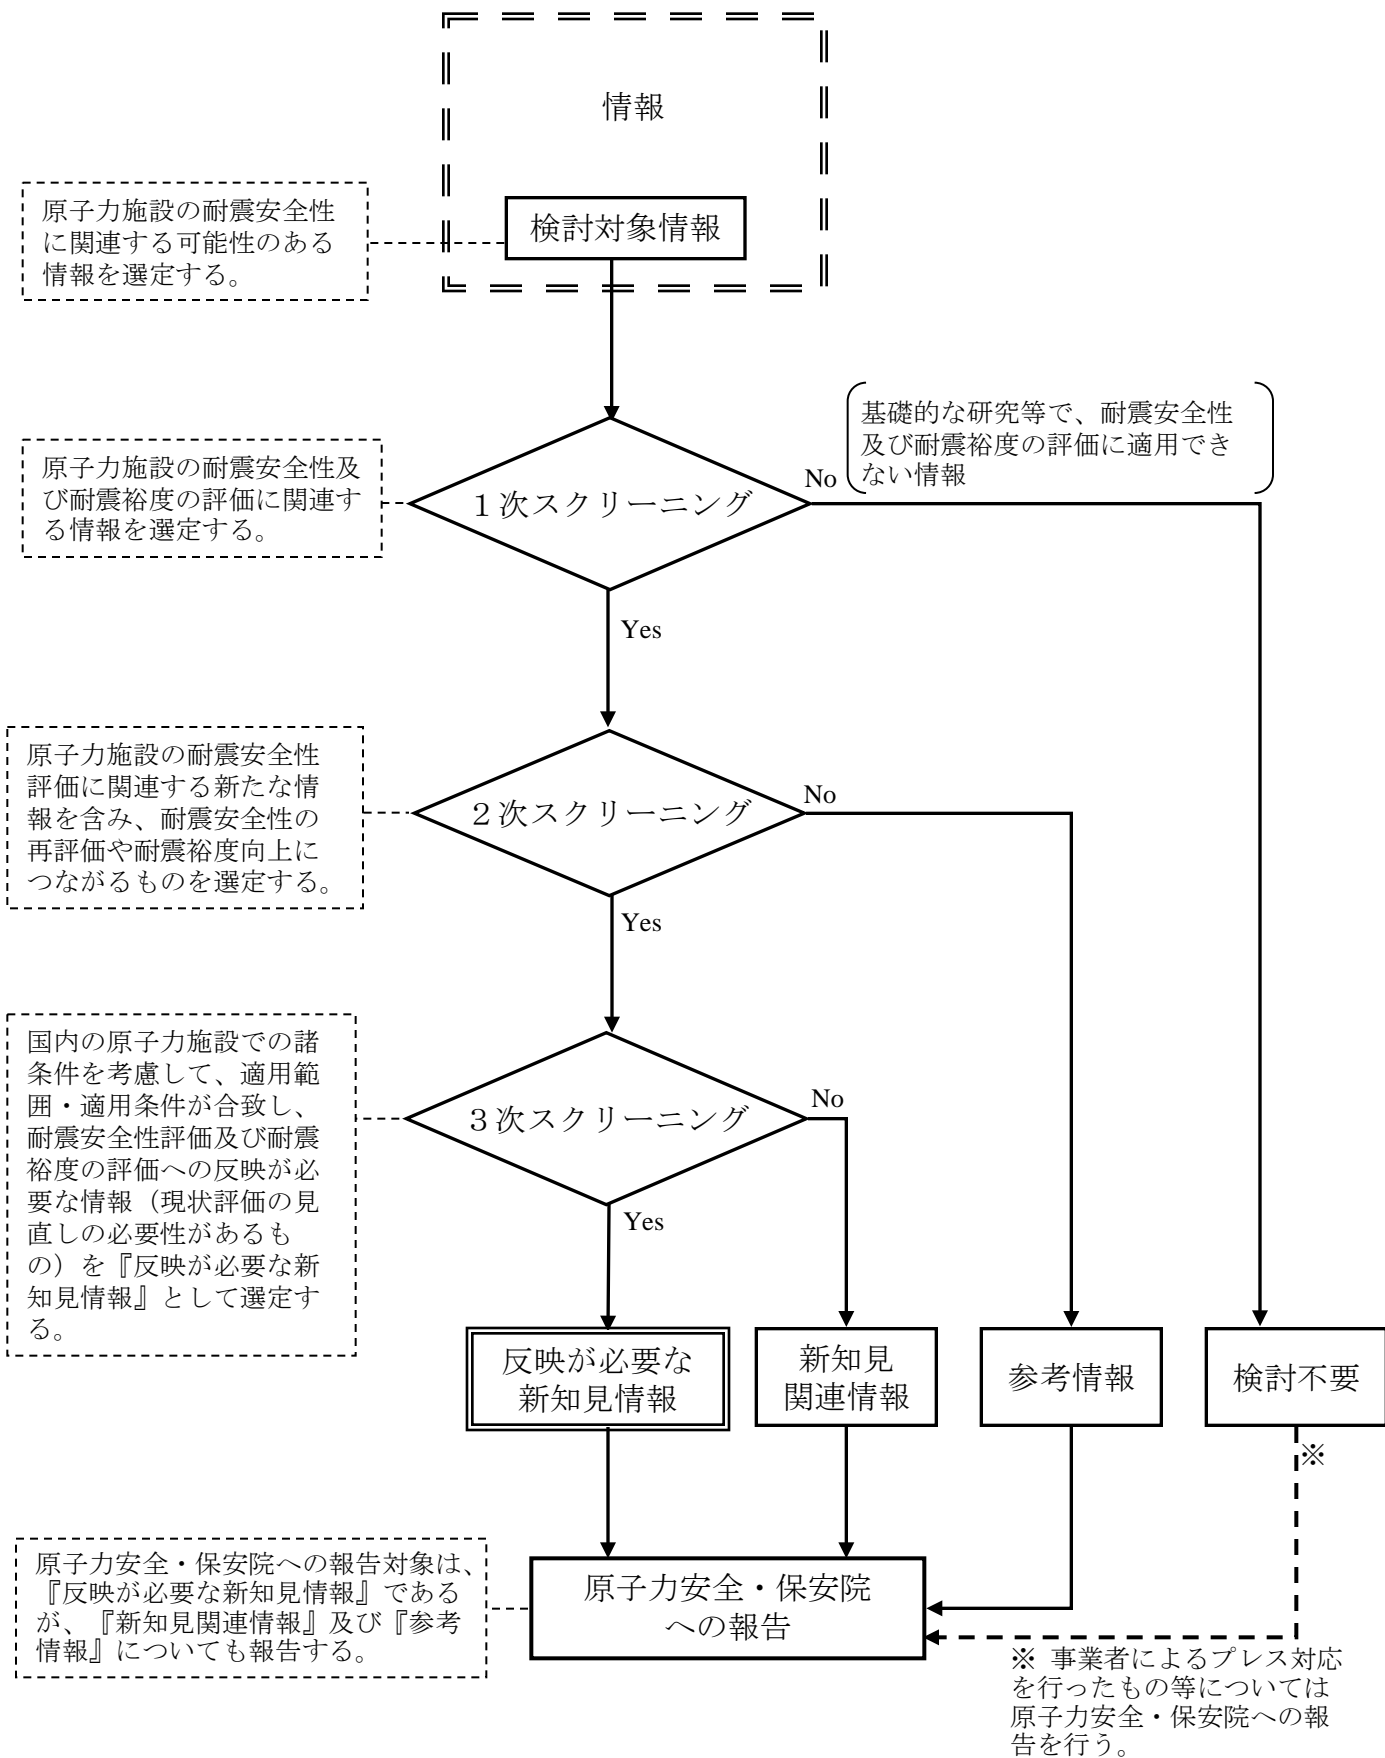 情報
検討対象情報
原子力施設の耐震安全性
に関連する可能性のある
情報を選定する。
基礎的な研究等で、耐震安全性
及び耐震裕度の評価に適用でき
ない情報
原子力施設の耐震安全性及
び耐震裕度の評価に関連す
る情報を選定する。
1次スクリーニング
No
Yes
原子力施設の耐震安全性
評価に関連する新たな情
報を含み、耐震安全性の
再評価や耐震裕度向上に
つながるものを選定する。
2次スクリーニング
No
Yes
国内の原子力施設での諸
条件を考慮して、適用範
囲・適用条件が合致し、
耐震安全性評価及び耐震
裕度の評価への反映が必
要な情報（現状評価の見
直しの必要性があるも
の）を『反映が必要な新
知見情報』として選定す
る。
3次スクリーニング
No
Yes
反映が必要な
新知見情報
新知見
関連情報
参考情報
検討不要
※
原子力安全・保安院への報告対象は、
『反映が必要な新知見情報』である
が、『新知見関連情報』及び『参考
情報』についても報告する。
原子力安全・保安院
への報告
※ 事業者によるプレス対応
を行ったもの等については
原子力安全・保安院への報
告を行う。